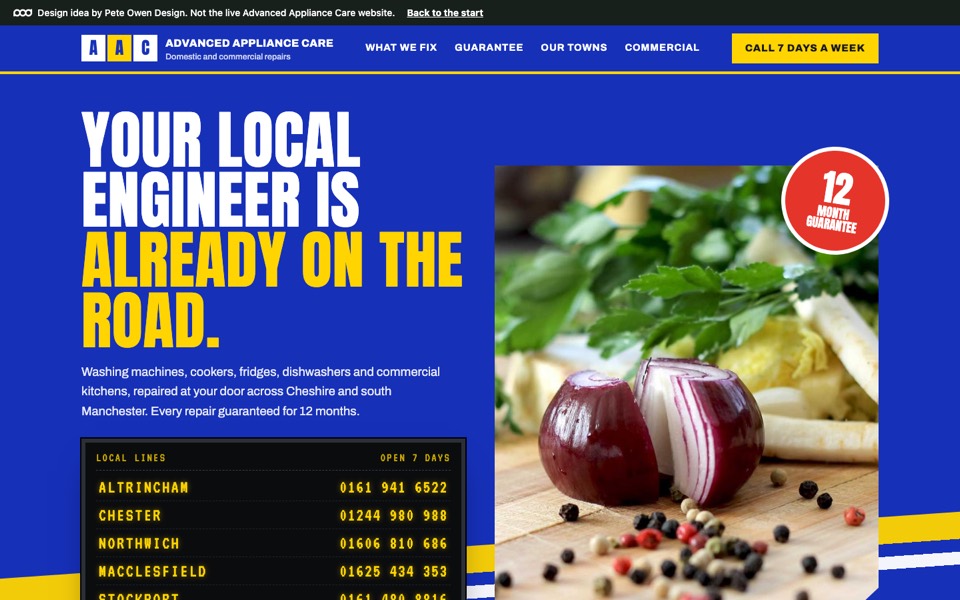 Design idea by Pete Owen Design. Not the live Advanced Appliance Care website. Back to the start
A A C
ADVANCED APPLIANCE CARE
Domestic and commercial repairs
WHAT WE FIX
GUARANTEE
OUR TOWNS
COMMERCIAL
CALL 7 DAYS A WEEK
YOUR LOCAL
ENGINEER IS
ALREADY ON THE
ROAD.
12
MONTH
GUARANTEE
Washing machines, cookers, fridges, dishwashers and commercial
kitchens, repaired at your door across Cheshire and south
Manchester. Every repair guaranteed for 12 months.
LOCAL LINES OPEN 7 DAYS
ALTRINCHAM 0161 941 6522
CHESTER 01244 980 988
NORTHWICH 01606 810 686
MACCLESFIELD 01625 434 353
STOCKPORT 0161 480 8816